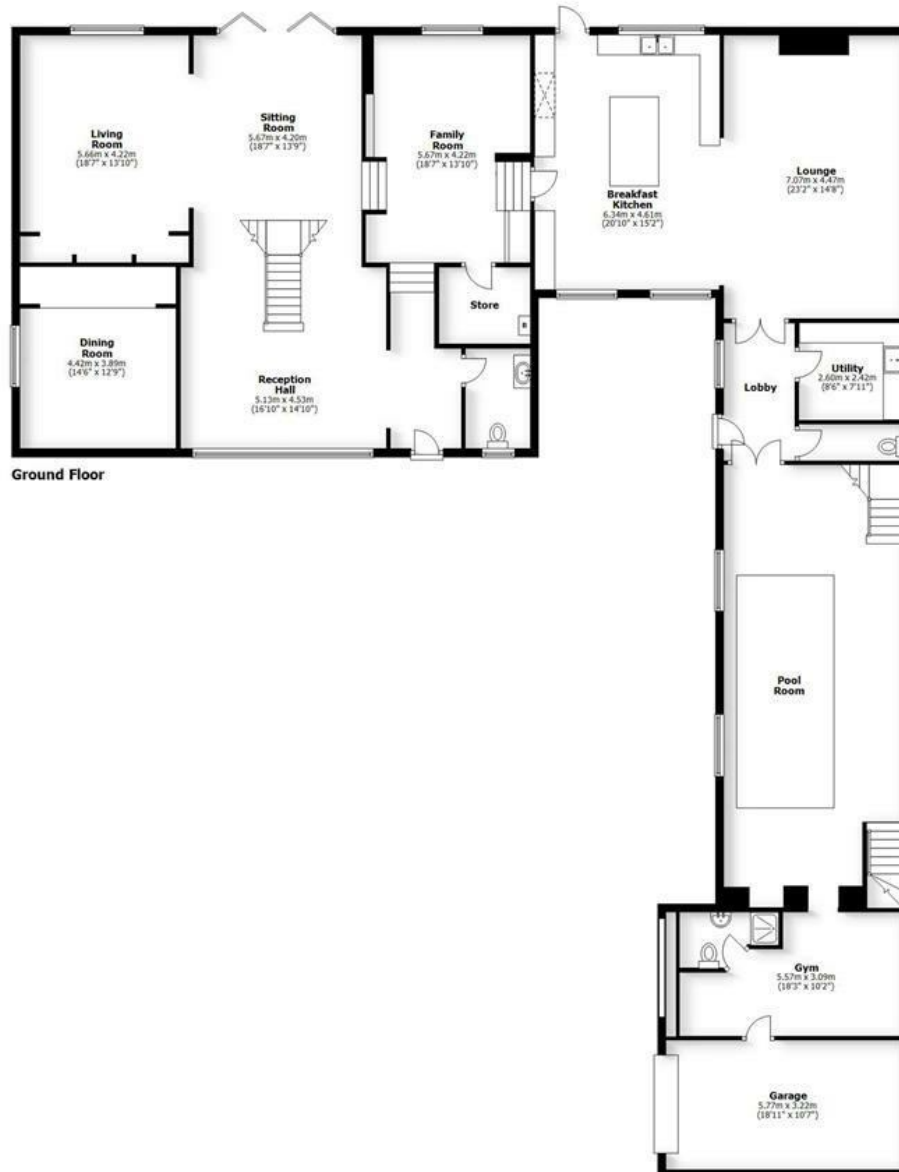 Living
Room
5.66m x 4.22m
(18'7" x 13'10")
Sitting
Room
5.67m x 4.20m
(18'7" x 13'9")
Family
Room
5.67m x 4.22m
(18'7" x 13'10")
Breakfast
Kitchen
6.34m x 4.61m
(20'10" x 15'2")
Lounge
7.07m x 4.47m
(23'2" x 14'8")
Dining
Room
4.42m x 3.89m
(14'6" x 12'9")
Reception
Hall
5.13m x 4.53m
(16'10" x 14'10")
Store
Lobby
Utility
2.60m x 2.42m
(8'6" x 7'11")
Ground Floor
Pool
Room
Gym
5.57m x 3.09m
(18'3" x 10'2")
Garage
5.77m x 3.22m
(18'11" x 10'7")